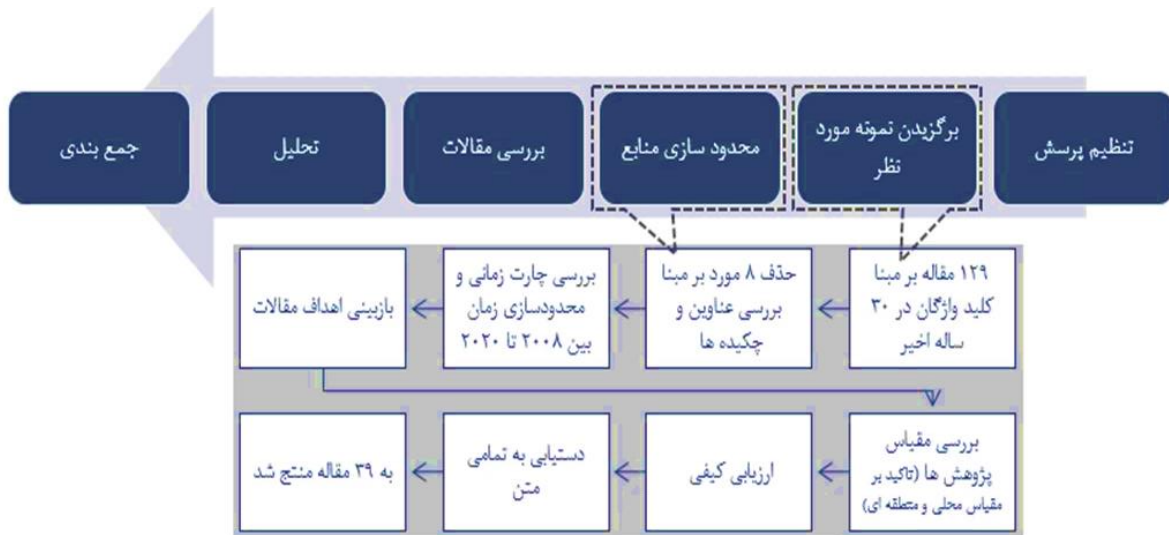 تنظیم پرسش
برگزیدن نمونه مورد
نظر
محدود سازی منابع
بررسی مقالات
تحلیل
جمع بندی
۱۲۹ مقاله بر مبنا
کلید واژگان در ۳۰
ساله اخیر
حذف ۸ مورد بر مبنا
بررسی عناوین و
چکیده ها
بررسی چارت زمانی و
محدودسازی زمان
بین ۲۰۰۸ تا ۲۰۲۰
بازبینی اهداف مقالات
بررسی مقیاس
پژوهش ها (تاکید بر
مقیاس محلی و منطقه ای)
ارزیابی کیفی
دستیابی به تمامی
متن
به ۳۹ مقاله منتج شد